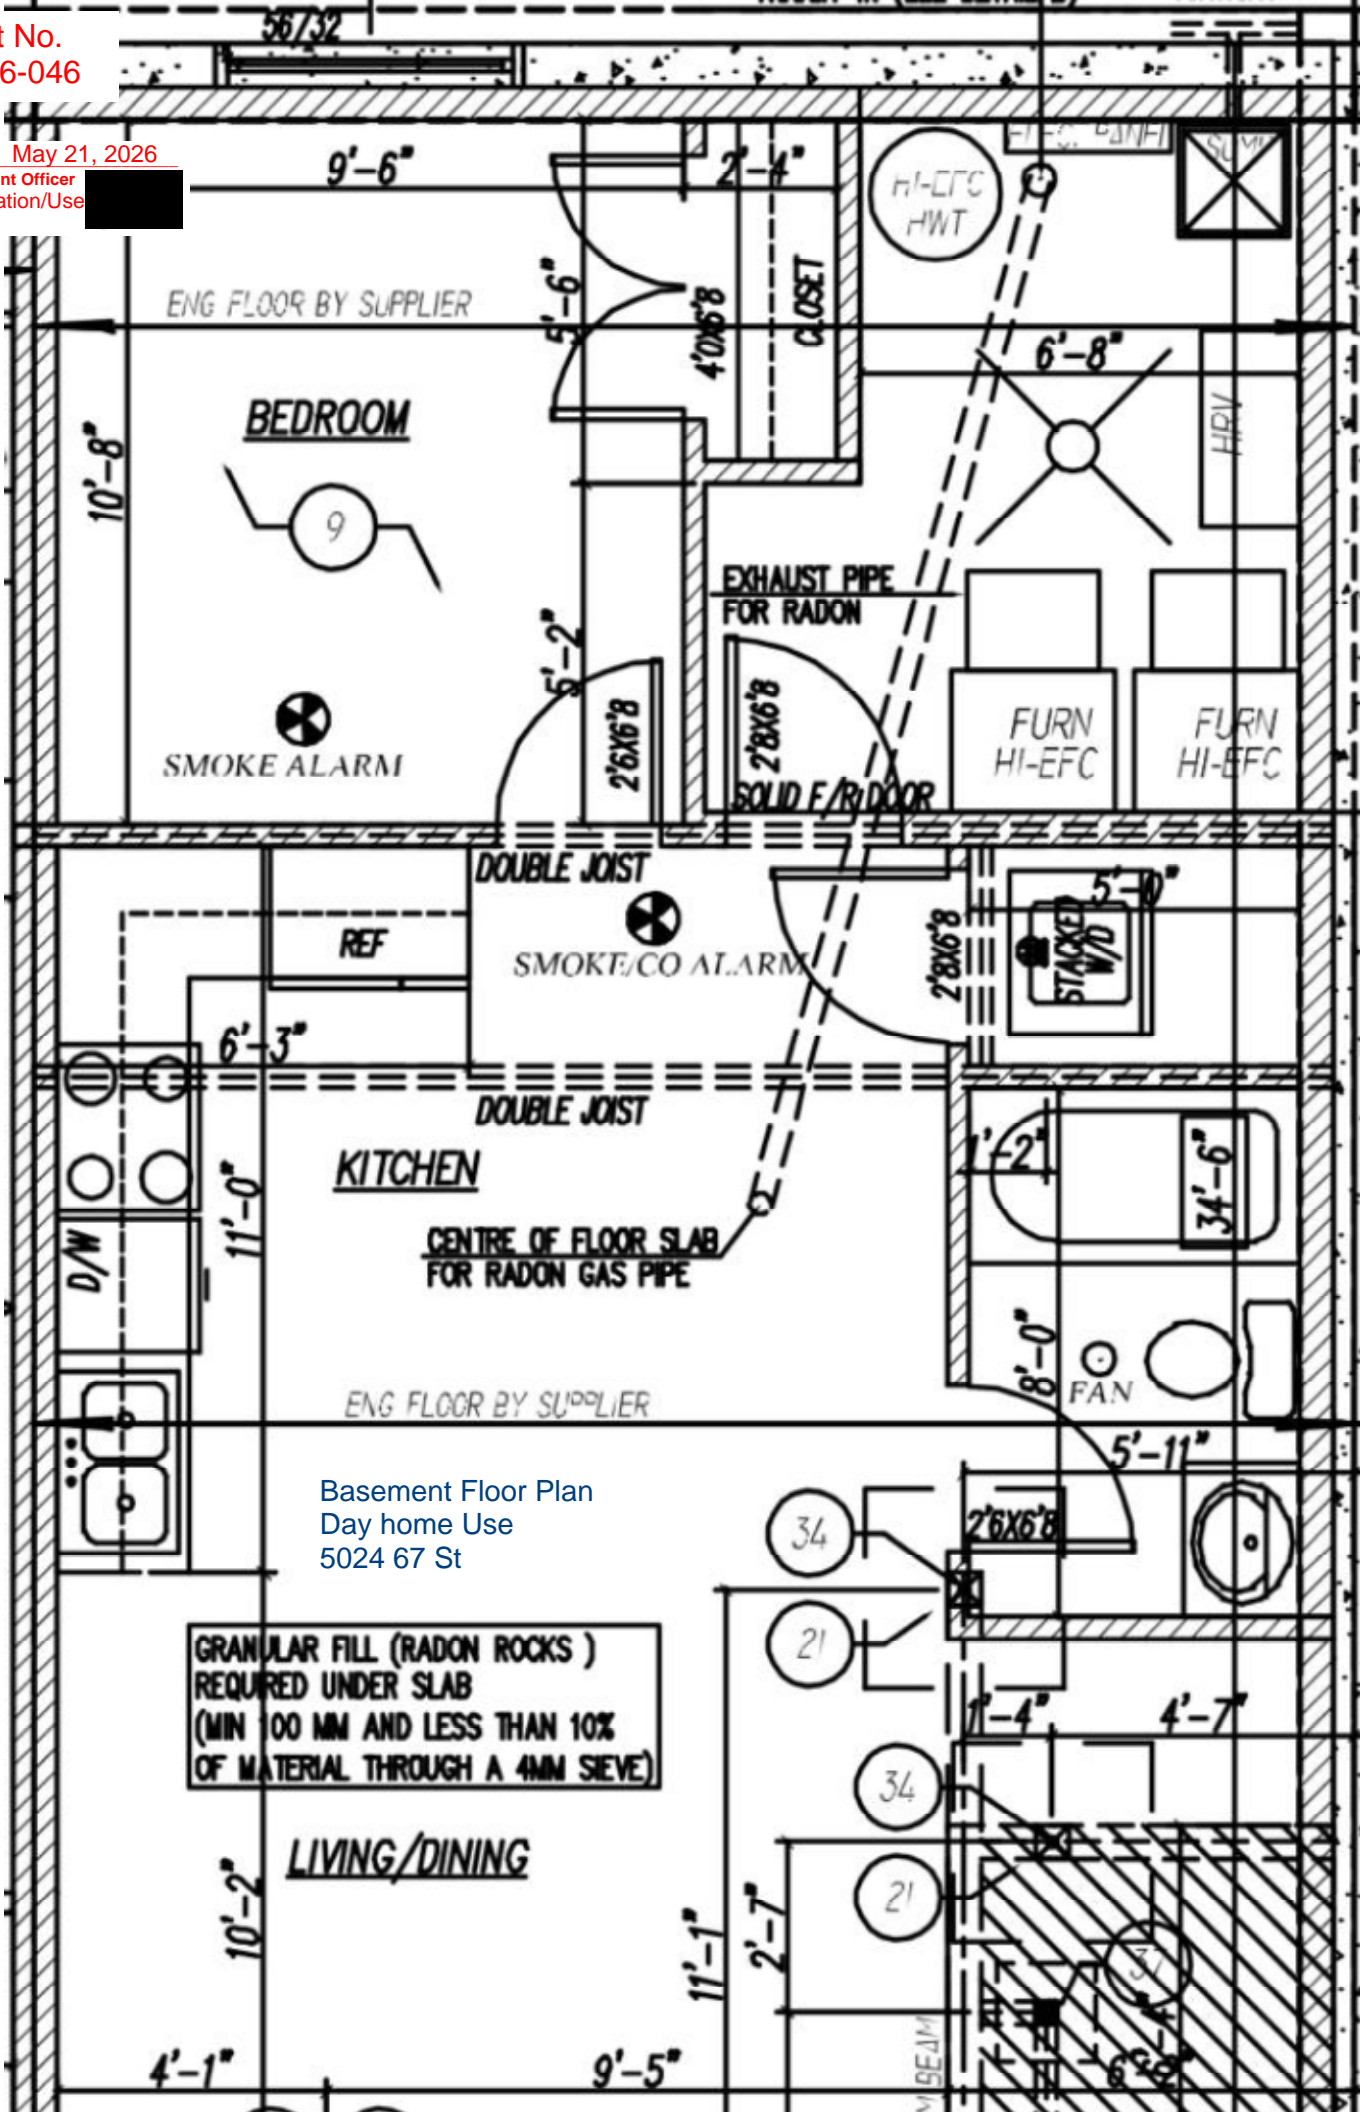 56/32
t No.
6-046
May 21, 2026
nt Officer
ation/Use
9'-6"
2'-4"
ELEC. PANEL
SUMP
HI-EFC
HWT
ENG FLOOR BY SUPPLIER
5'-6"
4'0X6'8
CLOSET
6'-8"
HRV
BEDROOM
10'-8"
9
EXHAUST PIPE
FOR RADON
5'-2"
2'6X6'8
2'8X6'8
FURN
HI-EFC
FURN
HI-EFC
SMOKE ALARM
SOLID F/R DOOR
DOUBLE JOIST
REF
SMOKE/CO ALARM
2'8X6'8
STACKED
W/D
6'-3"
DOUBLE JOIST
KITCHEN
1'-2"
34'-6"
11'-0"
D/W
CENTRE OF FLOOR SLAB
FOR RADON GAS PIPE
8'-0"
FAN
ENG FLOOR BY SUPPLIER
5'-11"
Basement Floor Plan
Day home Use
5024 67 St
34
2'6X6'8
21
GRANULAR FILL (RADON ROCKS )
REQUIRED UNDER SLAB
(MIN 100 MM AND LESS THAN 10%
OF MATERIAL THROUGH A 4MM SIEVE)
1'-4"
4'-7"
34
LIVING/DINING
21
10'-2"
11'-1"
2'-7"
37
BEAM
4'-1"
9'-5"